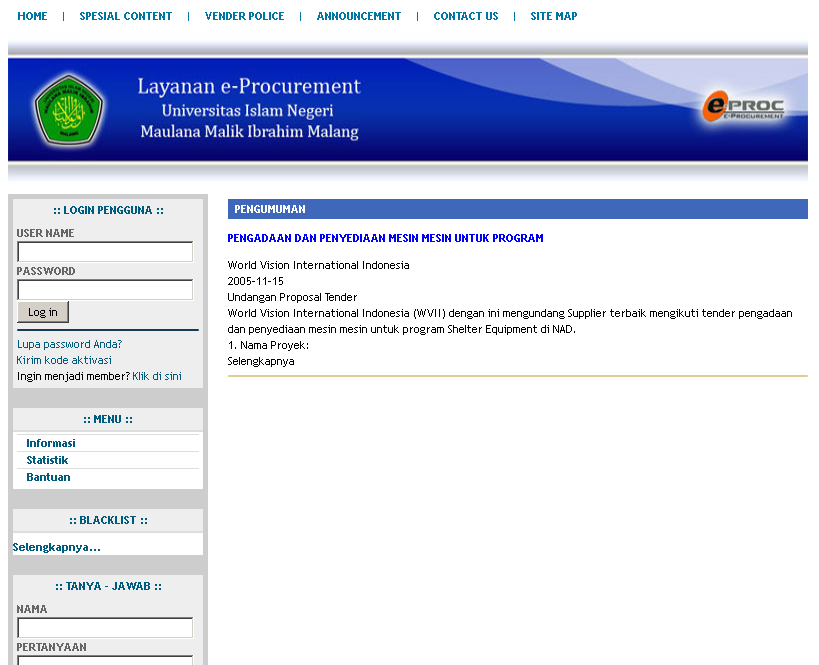 HOME | SPESIAL CONTENT | VENDER POLICE | ANNOUNCEMENT | CONTACT US | SITE MAP
Layanan e-Procurement
Universitas Islam Negeri
Maulana Malik Ibrahim Malang
ePROC
E-PROCUREMENT
:: LOGIN PENGGUNA ::
USER NAME
PASSWORD
Log in
Lupa password Anda?
Kirim kode aktivasi
Ingin menjadi member? Klik di sini
:: MENU ::
Informasi
Statistik
Bantuan
:: BLACKLIST ::
Selengkapnya...
:: TANYA - JAWAB ::
NAMA
PERTANYAAN
PENGUMUMAN
PENGADAAN DAN PENYEDIAAN MESIN MESIN UNTUK PROGRAM
World Vision International Indonesia
2005-11-15
Undangan Proposal Tender
World Vision International Indonesia (WVII) dengan ini mengundang Supplier terbaik mengikuti tender pengadaan
dan penyediaan mesin mesin untuk program Shelter Equipment di NAD.
1. Nama Proyek:
Selengkapnya